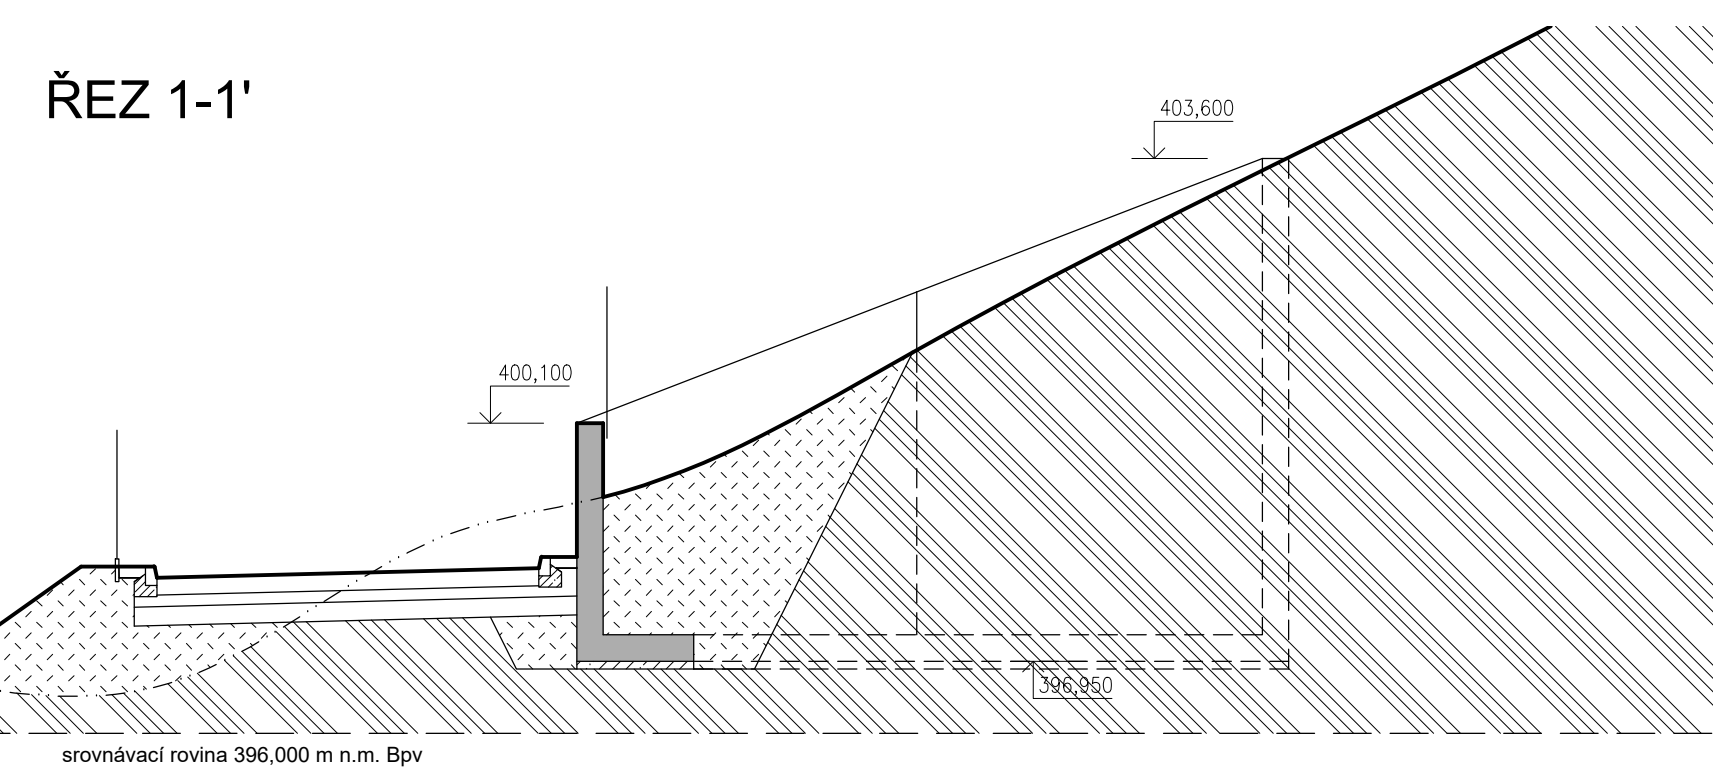 ŘEZ 1-1'
403,600
400,100
396,950
srovnávací rovina 396,000 m n.m. Bpv